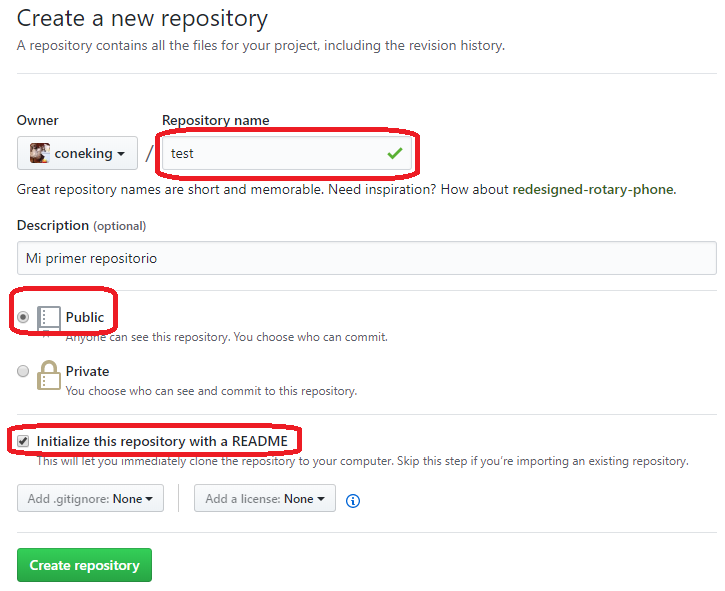 Create a new repository
A repository contains all the files for your project, including the revision history.
Owner
Repository name
coneking / test
Great repository names are short and memorable. Need inspiration? How about redesigned-rotary-phone.
Description (optional)
Mi primer repositorio
Public
Anyone can see this repository. You choose who can commit.
Private
You choose who can see and commit to this repository.
Initialize this repository with a README
This will let you immediately clone the repository to your computer. Skip this step if you're importing an existing repository.
Add .gitignore: None
Add a license: None
Create repository